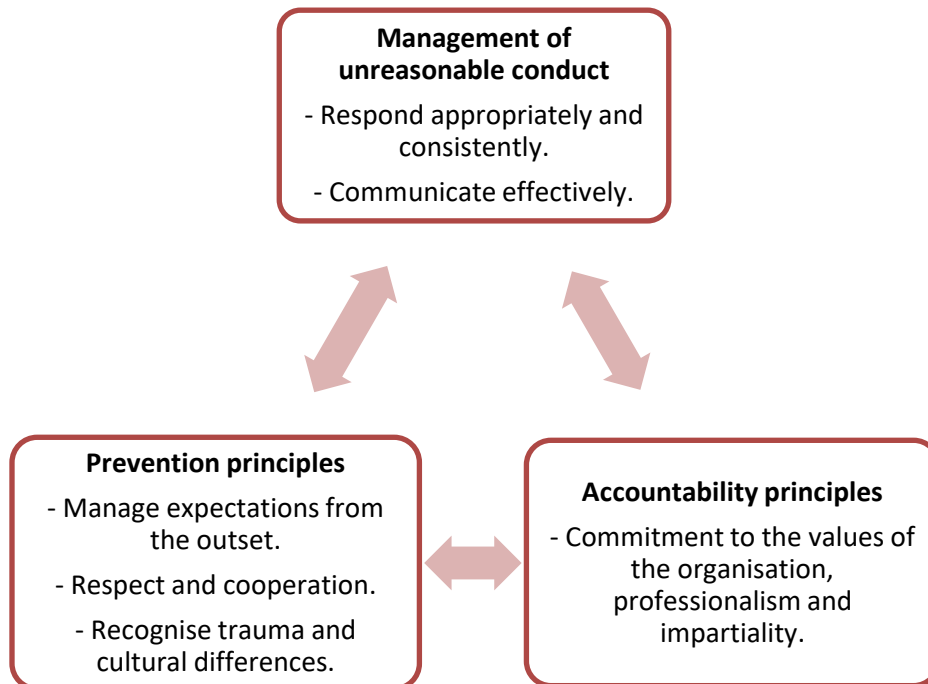 Management of
unreasonable conduct
- Respond appropriately and
consistently.
- Communicate effectively.
Prevention principles
- Manage expectations from
the outset.
- Respect and cooperation.
- Recognise trauma and
cultural differences.
Accountability principles
- Commitment to the values of
the organisation,
professionalism and
impartiality.